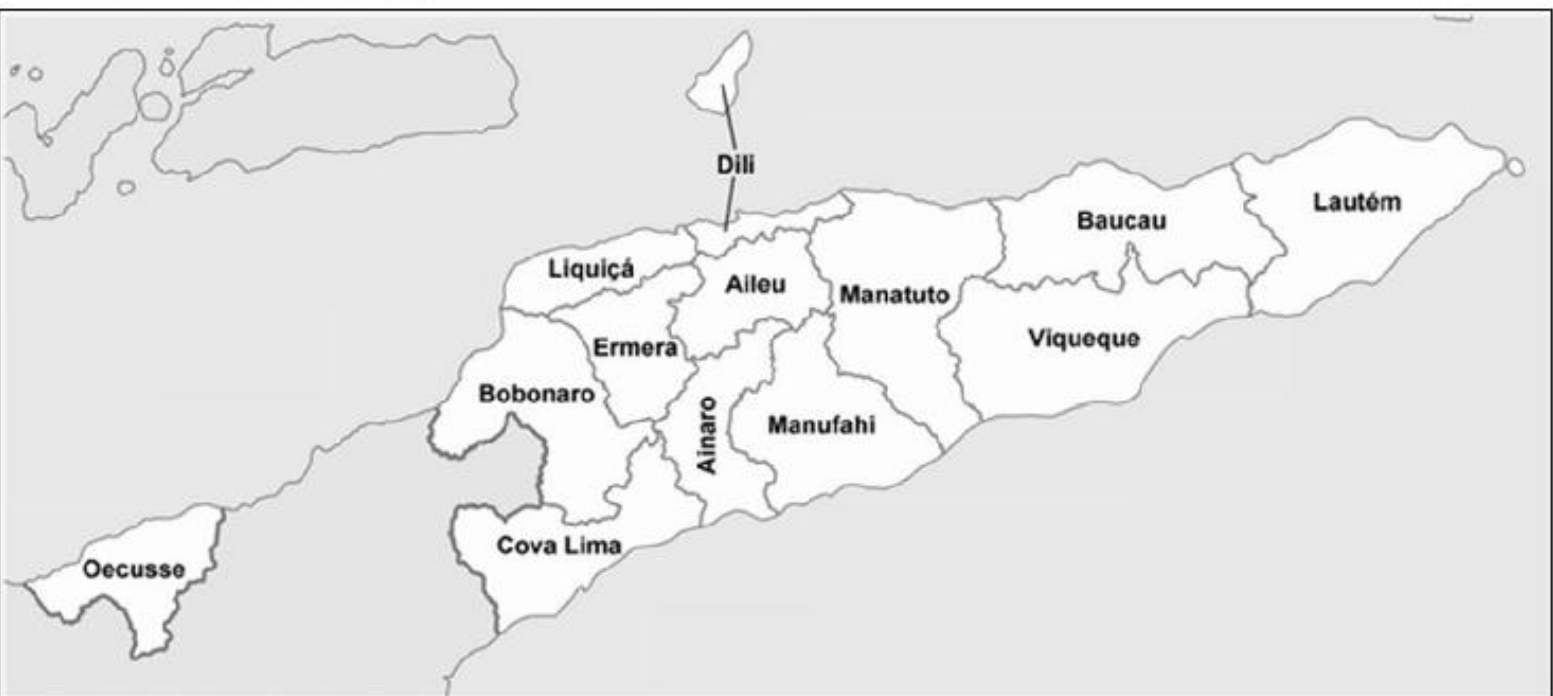 Dili
Lautém
Baucau
Liquiçá
Aileu
Manatuto
Viqueque
Ermera
Bobonaro
Ainaro
Manufahi
Cova Lima
Oecusse